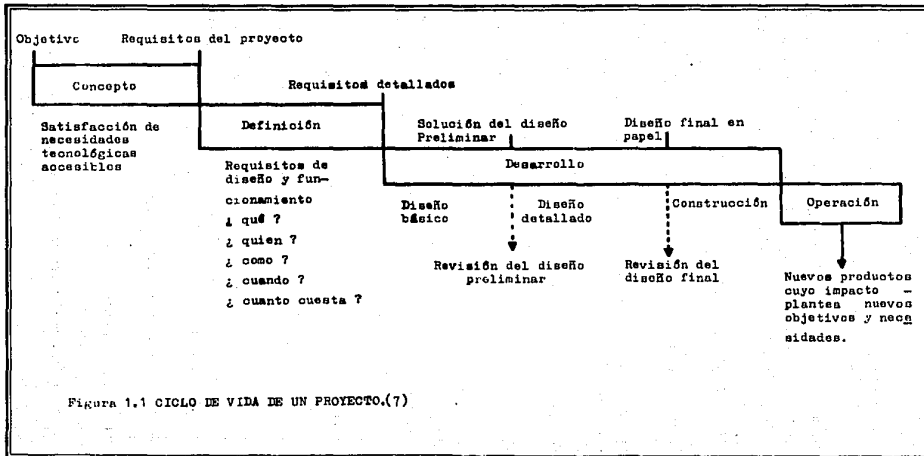 Objetivo
Requisitos del proyecto
Concepto
Requisitos detallados
Satisfacción de
necesidades
tecnológicas
accesibles
Definición
Requisitos de
diseño y fun-
cionamiento
¿ qué ?
¿ quien ?
¿ como ?
¿ cuando ?
¿ cuanto cuesta ?
Solución del diseño
Preliminar
Diseño final en
papel
Desarrollo
Diseño
básico
Diseño
detallado
Construcción
Operación
Revisión del diseño
preliminar
Revisión del
diseño final
Nuevos productos
cuyo impacto -
plantea nuevos
objetivos y nece
sidades.
Figura 1.1 CICLO DE VIDA DE UN PROYECTO.(7)